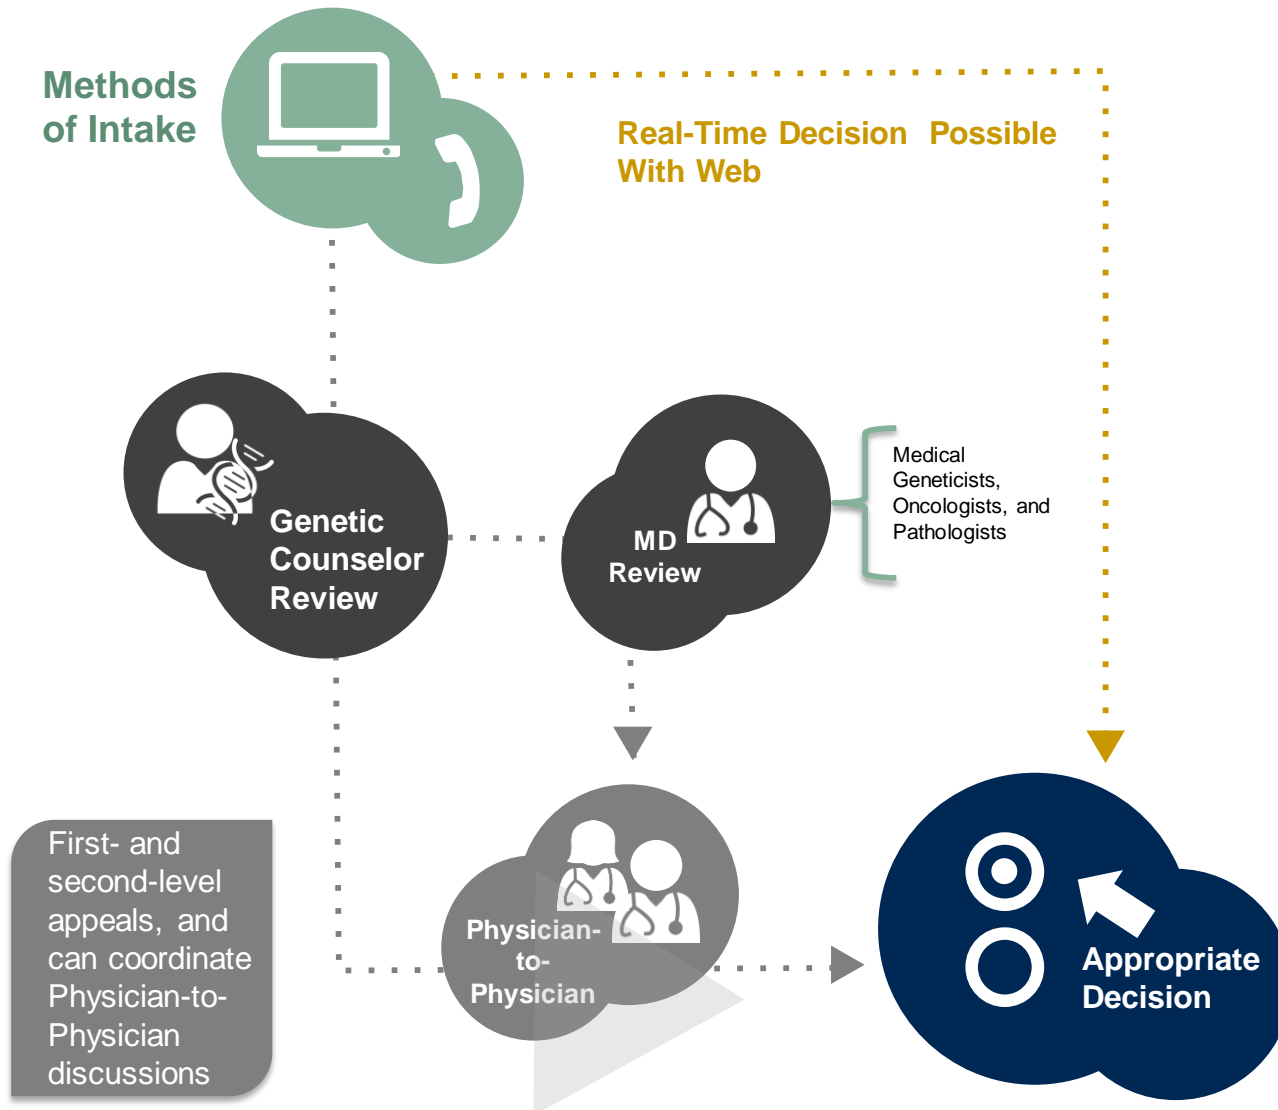 Methods
of Intake
Real-Time Decision Possible
With Web
Genetic
Counselor
Review
MD
Review
Medical
Geneticists,
Oncologists, and
Pathologists
First- and
second-level
appeals, and
can coordinate
Physician-to-
Physician
discussions
Physician-
to-
Physician
Appropriate
Decision